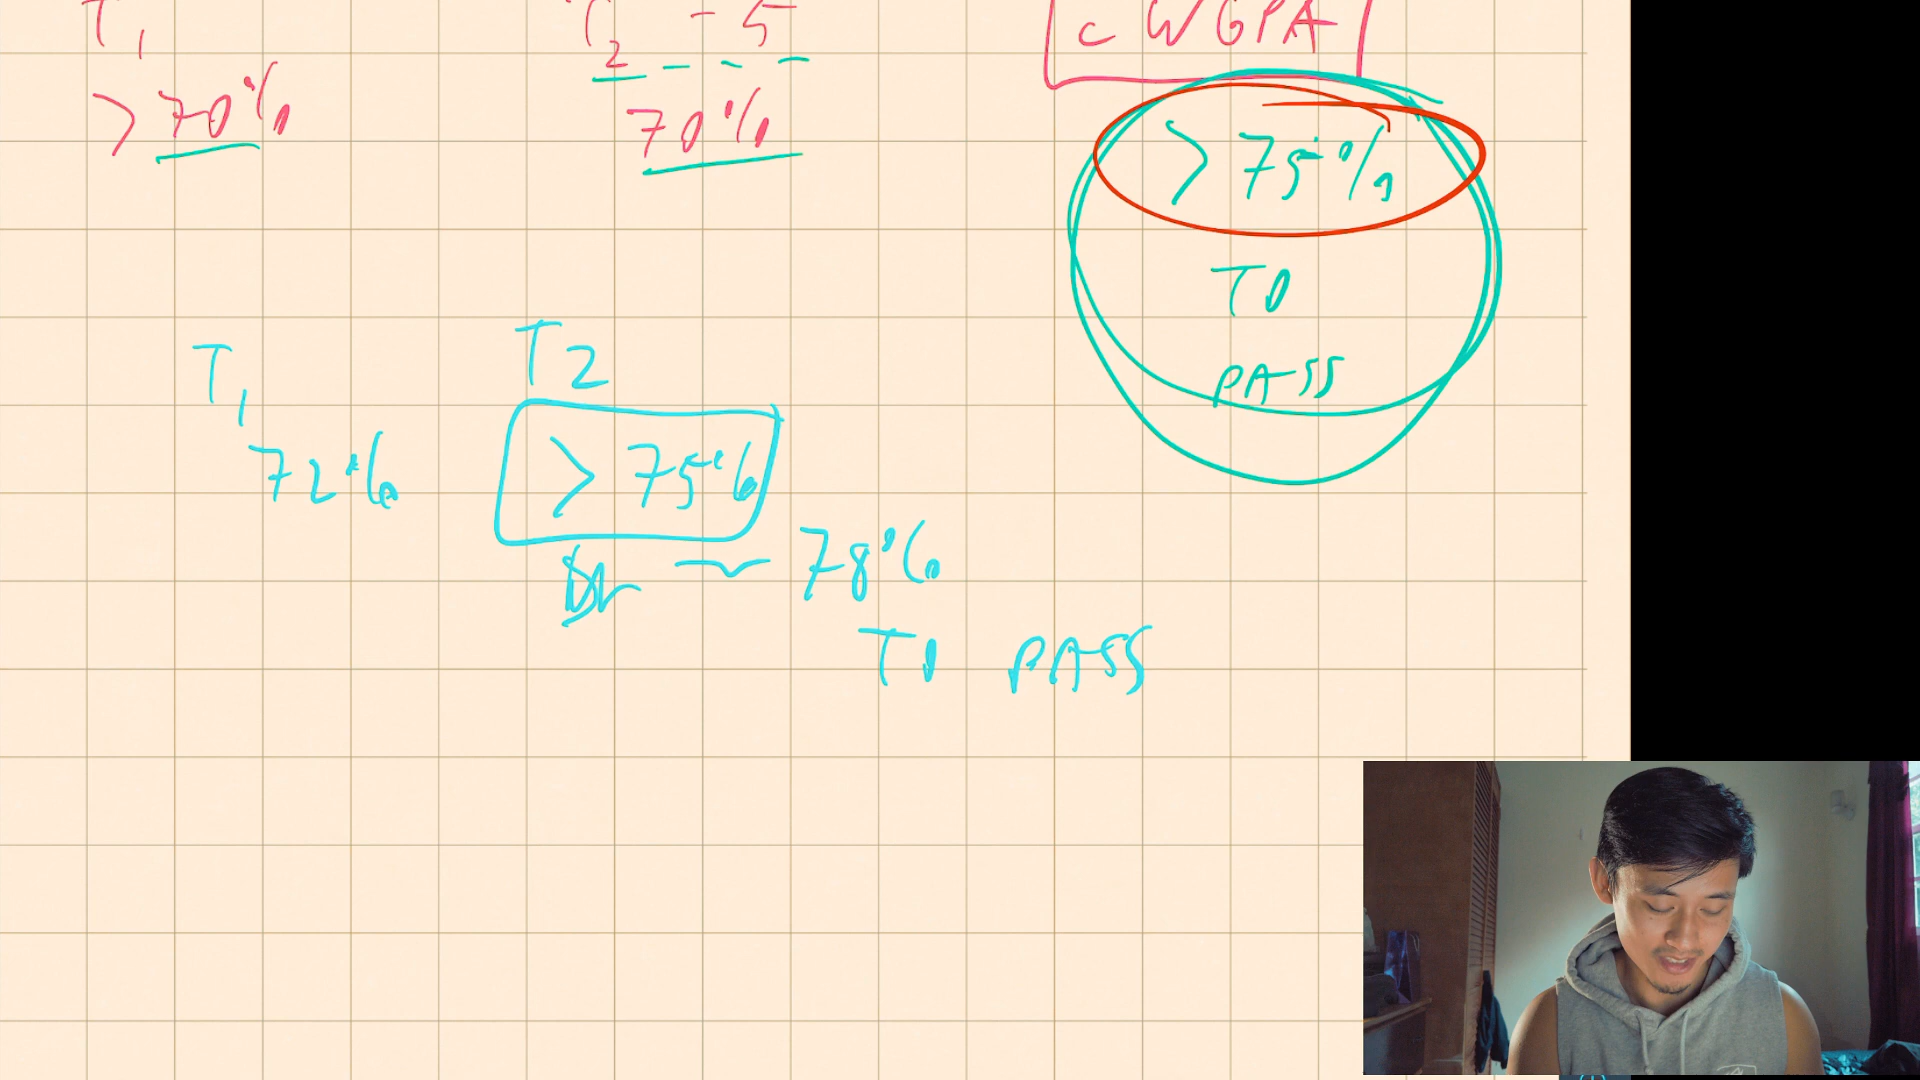 T1
T2 - 5
CWGPA
> 70%
70%
> 75%
TO
PASS
T1
T2
72%
> 75%
78%
TO PASS